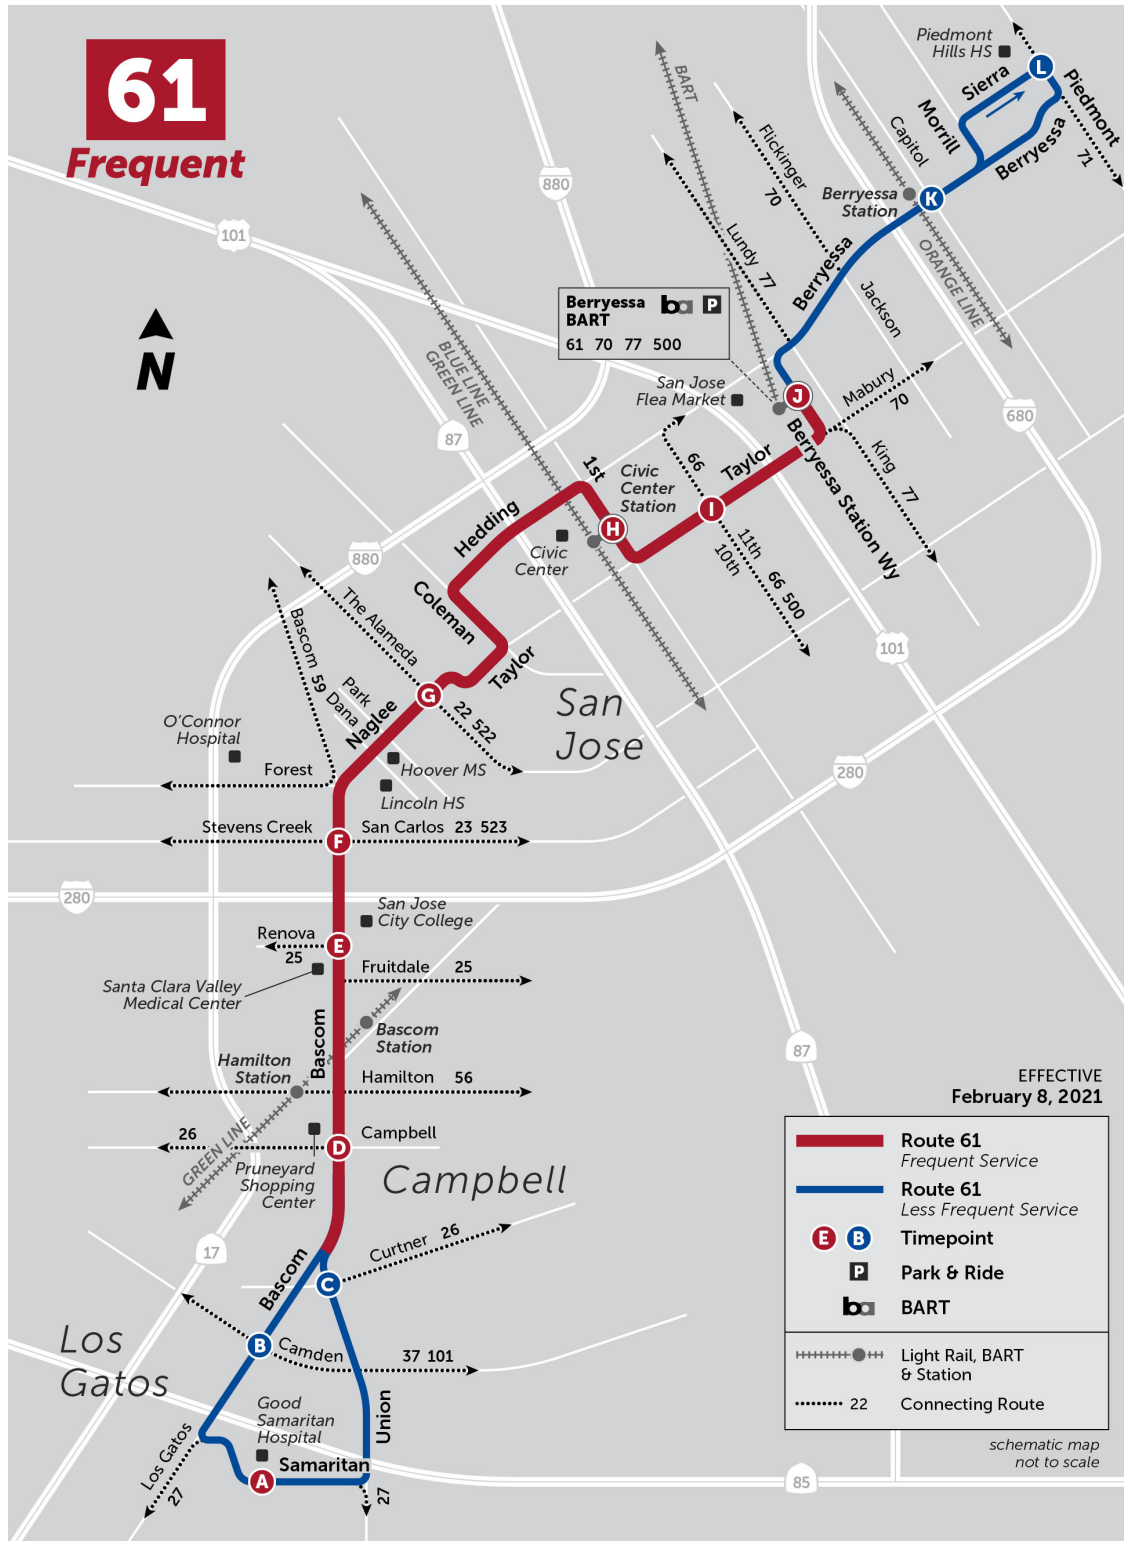 61
Frequent
Piedmont
Hills HS
L
Sierra
Piedmont
Morrill
Berryessa
71
BART
Flickinger
70
Capitol
Berryessa
Station
K
880
101
Lundy 77
Berryessa
ORANGE LINE
Jackson
Berryessa
BART
ba
P
61 70 77 500
N
BLUE LINE
GREEN LINE
San Jose
Flea Market
J
Mabury
70
680
87
1st
Civic
Center
Station
66
Taylor
Berryessa Station Wy
King
77
I
Hedding
H
Civic
Center
11th
10th
66 500
880
Coleman
The Alameda
Bascom 59
101
Taylor
Park
Dana
G
22 522
Naglee
San
Jose
O'Connor
Hospital
Forest
Hoover MS
Lincoln HS
280
Stevens Creek
F
San Carlos 23 523
280
San Jose
City College
Renova
25
E
Fruitdale 25
Santa Clara Valley
Medical Center
Bascom
Bascom
Station
87
Hamilton
Station
Hamilton 56
GREEN LINE
26
D
Campbell
Pruneyard
Shopping
Center
Campbell
17
Bascom
Curtner 26
C
B
Camden
37 101
Los
Gatos
Good
Samaritan
Hospital
Union
Los Gatos
27
Samaritan
A
27
85
EFFECTIVE
February 8, 2021
Route 61
Frequent Service
Route 61
Less Frequent Service
E B Timepoint
P Park & Ride
ba BART
Light Rail, BART
& Station
22 Connecting Route
schematic map
not to scale